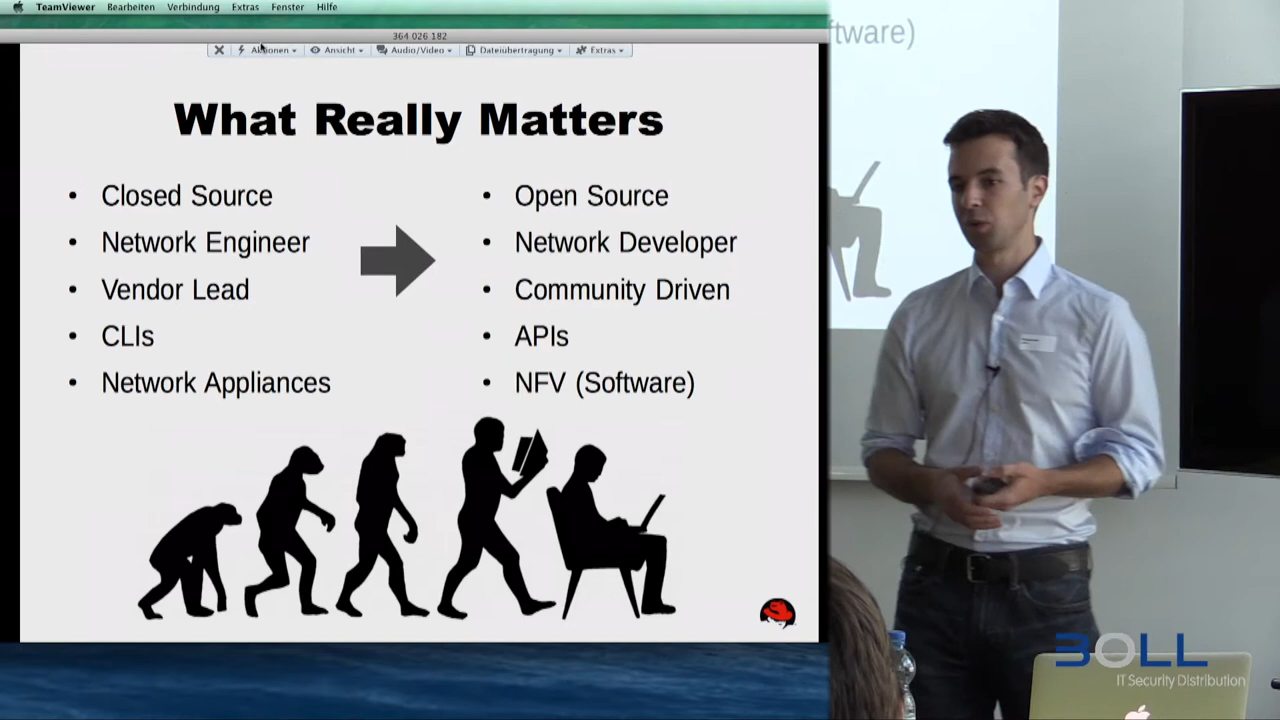 TeamViewer Bearbeiten Verbindung Extras Fenster Hilfe
364 026 182
Aktionen Ansicht Audio/Video Dateiübertragung Extras
What Really Matters
• Closed Source
• Network Engineer
• Vendor Lead
• CLIs
• Network Appliances
• Open Source
• Network Developer
• Community Driven
• APIs
• NFV (Software)
ftware)
BOLL
IT Security Distribution